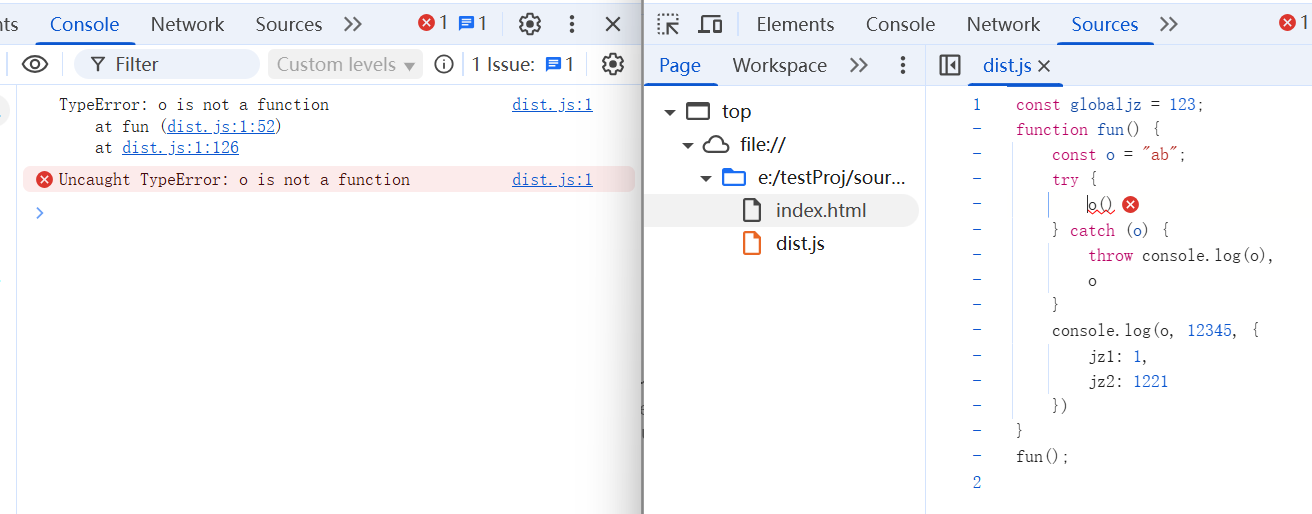 nts Console Network Sources 1 1
Filter Custom levels 1 Issue: 1
TypeError: o is not a function dist.js:1
at fun (dist.js:1:52)
at dist.js:1:126
Uncaught TypeError: o is not a function dist.js:1
Elements Console Network Sources 1
Page Workspace
top
file://
e:/testProj/sour...
index.html
dist.js
dist.js
1 const globaljz = 123;
- function fun() {
- const o = "ab";
- try {
- o()
- } catch (o) {
- throw console.log(o),
- o
- }
- console.log(o, 12345, {
- jz1: 1,
- jz2: 1221
- })
- }
- fun();
2